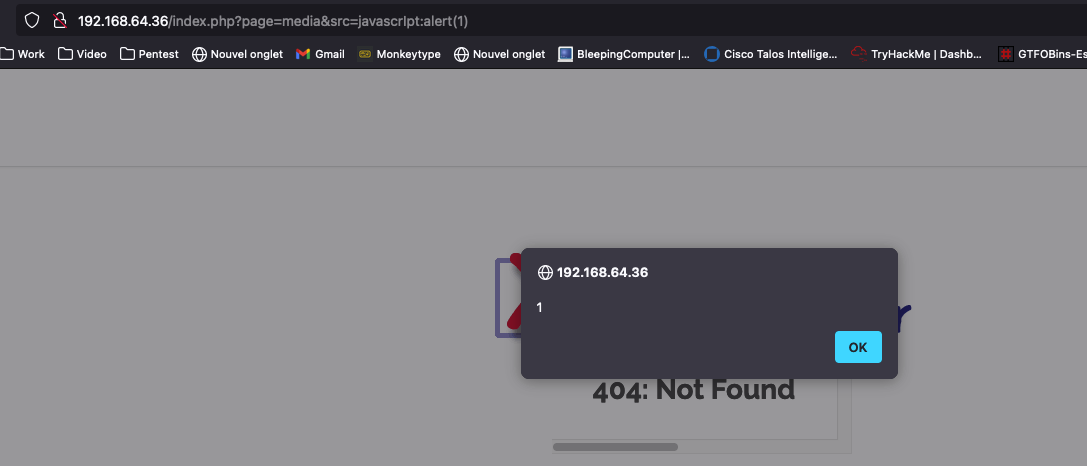 192.168.64.36/index.php?page=media&src=javascrIpt:alert(1)
Work Video Pentest Nouvel onglet Gmail Monkeytype Nouvel onglet BleepingComputer |... Cisco Talos Intellige... TryHackMe | Dashb... GTFOBins-Es
192.168.64.36
1
OK
404: Not Found